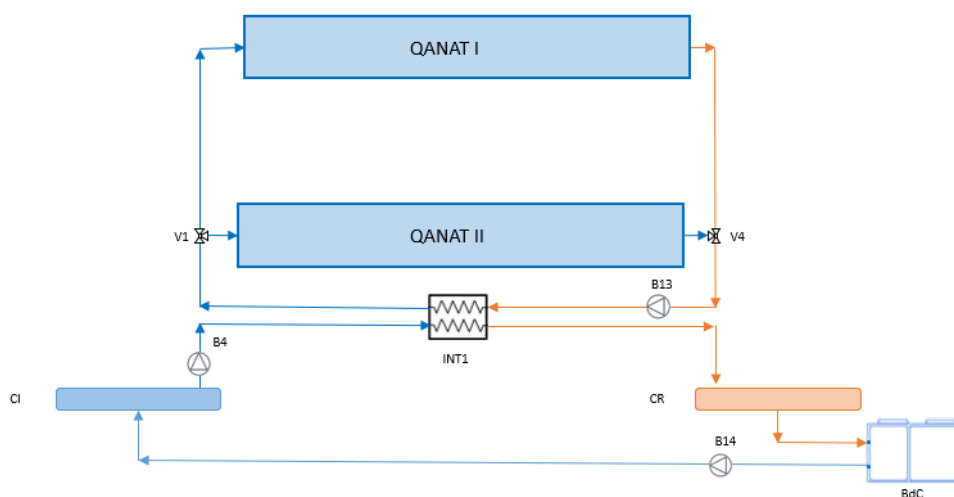 QANAT I
V1
QANAT II
V4
B13
B4
INT1
CI
CR
B14
BdC